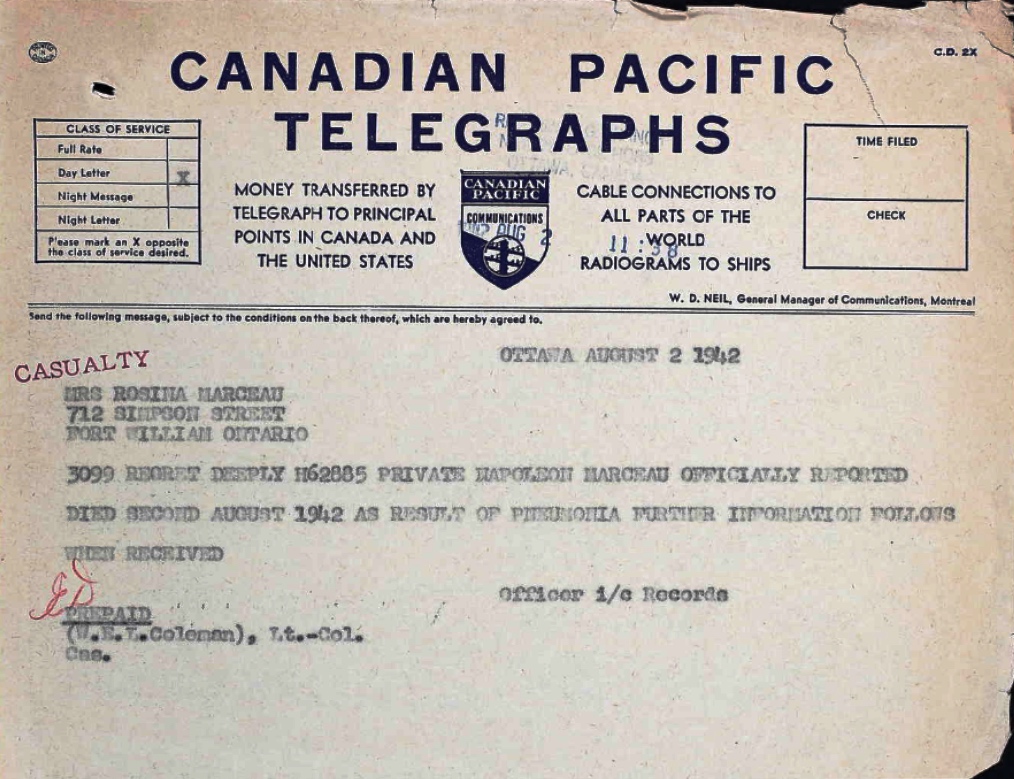 C.D. 2X
CANADIAN PACIFIC
TELEGRAPHS
CLASS OF SERVICE
Full Rate
Day Letter X
Night Message
Night Letter
Please mark an X opposite
the class of service desired.
MONEY TRANSFERRED BY
TELEGRAPH TO PRINCIPAL
POINTS IN CANADA AND
THE UNITED STATES
CANADIAN
PACIFIC
COMMUNICATIONS
AUG 2
CABLE CONNECTIONS TO
ALL PARTS OF THE
WORLD
RADIOGRAMS TO SHIPS
11:38
OTTAWA, CANADA
TIME FILED
CHECK
W. D. NEIL, General Manager of Communications, Montreal
Send the following message, subject to the conditions on the back thereof, which are hereby agreed to.
CASUALTY
OTTAWA AUGUST 2 1942
MRS ROSINA MARCEAU
712 SIMPSON STREET
FORT WILLIAM ONTARIO
3099 REGRET DEEPLY H62885 PRIVATE NAPOLEON MARCEAU OFFICIALLY REPORTED
DIED SECOND AUGUST 1942 AS RESULT OF PNEUMONIA FURTHER INFORMATION FOLLOWS
WHEN RECEIVED
Officer i/c Records
PREPAID
(W.E.L.Coleman), Lt.-Col.
Cas.